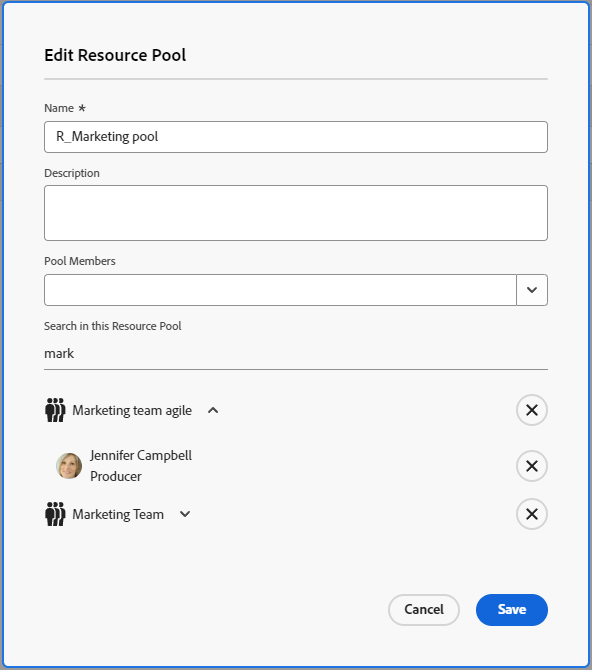 Edit Resource Pool
Name *
R_Marketing pool
Description
Pool Members
Search in this Resource Pool
mark
Marketing team agile
Jennifer Campbell
Producer
Marketing Team
Cancel Save